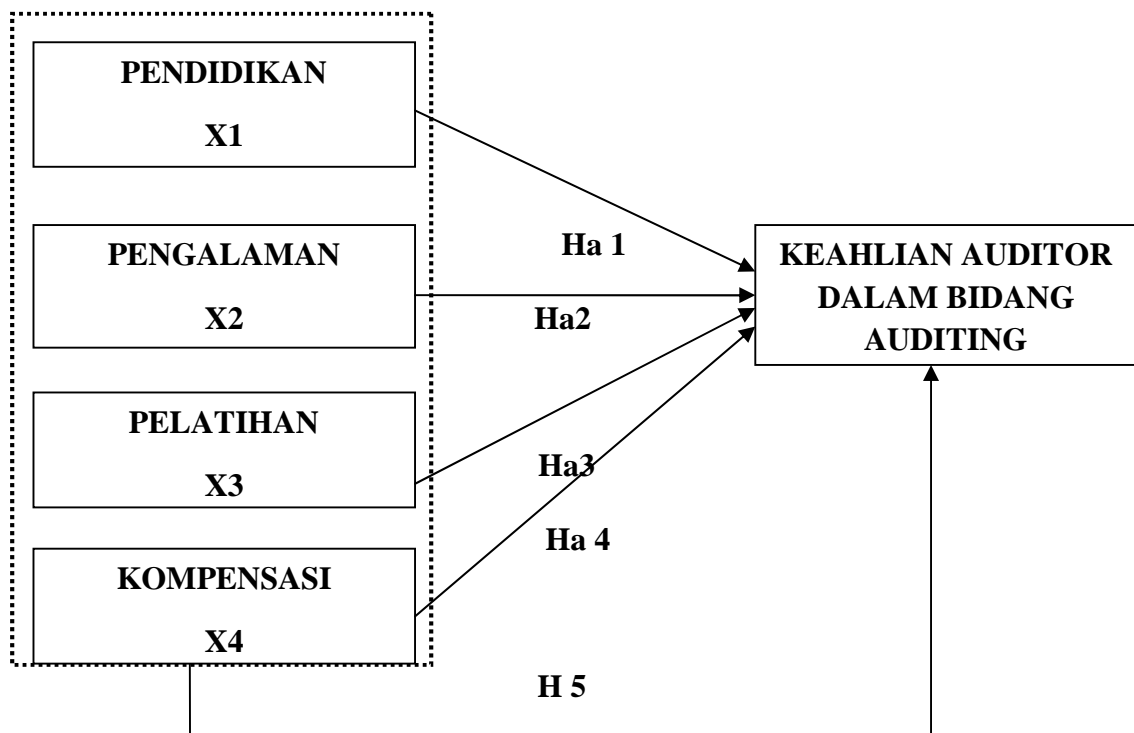 PENDIDIKAN
X1
PENGALAMAN
X2
PELATIHAN
X3
KOMPENSASI
X4
Ha 1
Ha2
Ha3
Ha 4
H 5
KEAHLIAN AUDITOR
DALAM BIDANG
AUDITING